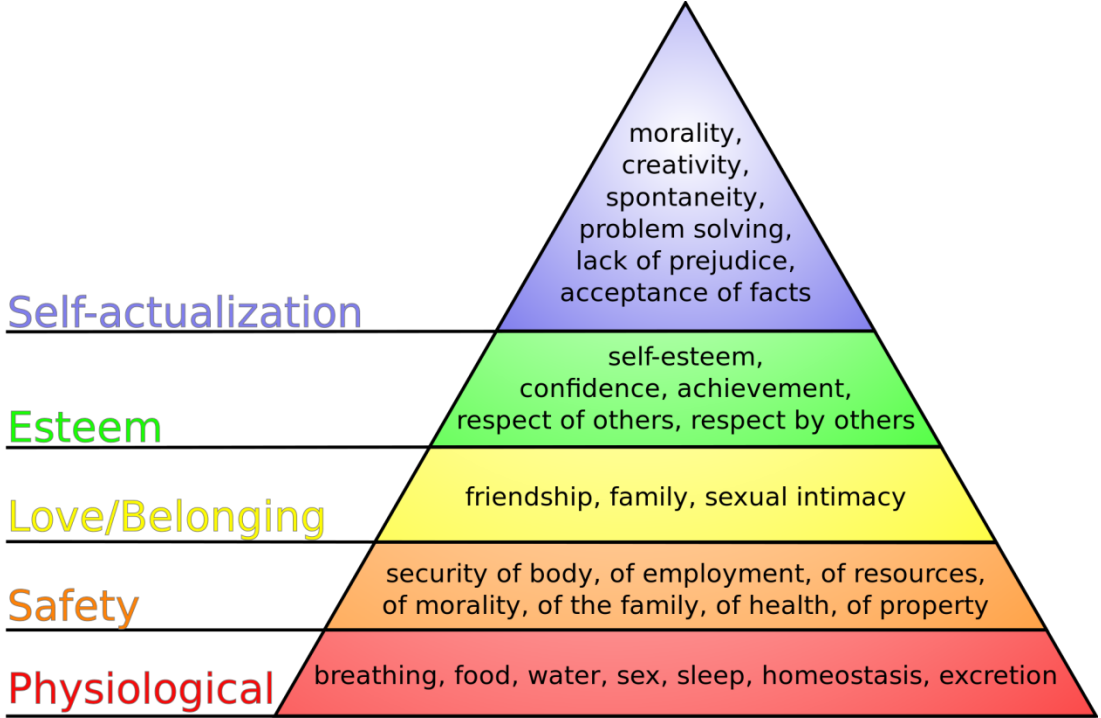 morality,
creativity,
spontaneity,
problem solving,
lack of prejudice,
acceptance of facts
Self-actualization
self-esteem,
confidence, achievement,
respect of others, respect by others
Esteem
friendship, family, sexual intimacy
Love/Belonging
security of body, of employment, of resources,
of morality, of the family, of health, of property
Safety
breathing, food, water, sex, sleep, homeostasis, excretion
Physiological